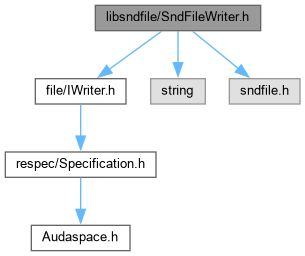 libsndfile/SndFileWriter.h
file/IWriter.h
string
sndfile.h
respec/Specification.h
Audaspace.h